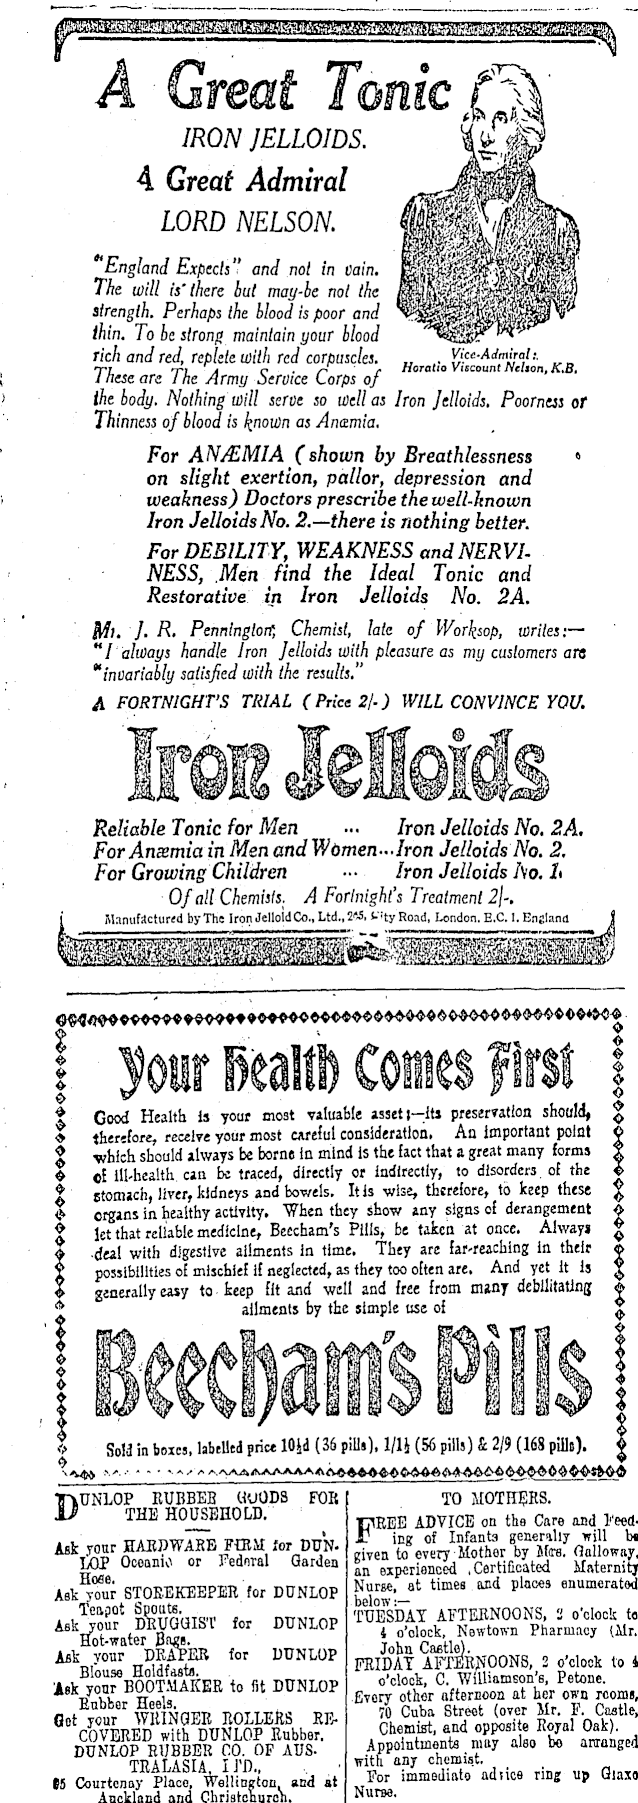 A Great Tonic
IRON JELLOIDS.
A Great Admiral
LORD NELSON.
"England Expects" and not in vain.
The will is there but may-be not the
strength. Perhaps the blood is poor and
thin. To be strong maintain your blood
rich and red, replete with red corpuscles.
These are The Army Service Corps of
the body. Nothing will serve so well as Iron Jelloids. Poorness or
Thinness of blood is known as Anæmia.
Vice-Admiral:
Horatio Viscount Nelson, K.B.
For ANÆMIA (shown by Breathlessness
on slight exertion, pallor, depression and
weakness) Doctors prescribe the well-known
Iron Jelloids No. 2.—there is nothing better.
For DEBILITY, WEAKNESS and NERVI-
NESS, Men find the Ideal Tonic and
Restorative in Iron Jelloids No. 2A.
Mr. J. R. Pennington, Chemist, late of Worksop, writes:—
"I always handle Iron Jelloids with pleasure as my customers are
"invariably satisfied with the results."
A FORTNIGHT'S TRIAL (Price 2/-) WILL CONVINCE YOU.
Iron Jelloids
Reliable Tonic for Men ... Iron Jelloids No. 2A.
For Anæmia in Men and Women...Iron Jelloids No. 2.
For Growing Children ... Iron Jelloids No. 1.
Of all Chemists. A Fortnight's Treatment 2/-.
Manufactured by The Iron Jelloid Co., Ltd., 205, City Road, London. E.C. 1. England
Your Health Comes First
Good Health is your most valuable asset;—its preservation should,
therefore, receive your most careful consideration. An important point
which should always be borne in mind is the fact that a great many forms
of ill-health can be traced, directly or indirectly, to disorders of the
stomach, liver, kidneys and bowels. It is wise, therefore, to keep these
organs in healthy activity. When they show any signs of derangement
let that reliable medicine, Beecham's Pills, be taken at once. Always
deal with digestive ailments in time. They are far-reaching in their
possibilities of mischief if neglected, as they too often are. And yet it is
generally easy to keep fit and well and free from many debilitating
ailments by the simple use of
Beecham's Pills
Sold in boxes, labelled price 10½d (36 pills), 1/1½ (56 pills) & 2/9 (168 pills).
DUNLOP RUBBER GOODS FOR
THE HOUSEHOLD.
Ask your HARDWARE FIRM for DUN-
LOP Oceanic or Federal Garden
Hose.
Ask your STOREKEEPER for DUNLOP
Teapot Spouts.
Ask your DRUGGIST for DUNLOP
Hot-water Bags.
Ask your DRAPER for DUNLOP
Blouse Holdfasts.
Ask your BOOTMAKER to fit DUNLOP
Rubber Heels.
Get your WRINGER ROLLERS RE-
COVERED with DUNLOP Rubber.
DUNLOP RUBBER CO. OF AUS-
TRALASIA, LTD.,
95 Courtenay Place, Wellington, and at
Auckland and Christchurch.
TO MOTHERS.
FREE ADVICE on the Care and Feed-
ing of Infants generally will be
given to every Mother by Mrs. Galloway,
an experienced Certificated Maternity
Nurse, at times and places enumerated
below:—
TUESDAY AFTERNOONS, 2 o'clock to
4 o'clock, Newtown Pharmacy (Mr.
John Castle).
FRIDAY AFTERNOONS, 2 o'clock to 4
o'clock, C. Williamson's, Petone.
Every other afternoon at her own rooms,
70 Cuba Street (over Mr. F. Castle,
Chemist, and opposite Royal Oak).
Appointments may also be arranged
with any chemist.
For immediate advice ring up Glaxo
Nurse.